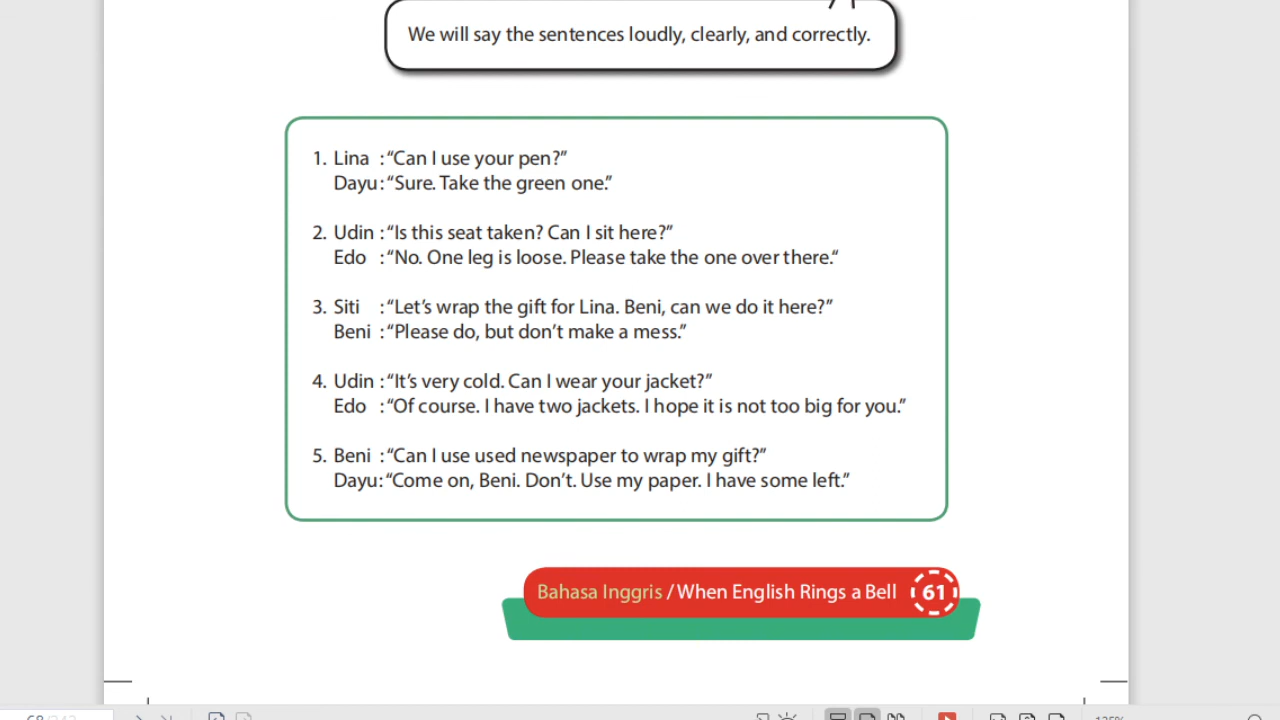 We will say the sentences loudly, clearly, and correctly.
1. Lina : “Can I use your pen?”
Dayu : “Sure. Take the green one.”
2. Udin : “Is this seat taken? Can I sit here?”
Edo : “No. One leg is loose. Please take the one over there.“
3. Siti : “Let’s wrap the gift for Lina. Beni, can we do it here?”
Beni : “Please do, but don’t make a mess.”
4. Udin : “It’s very cold. Can I wear your jacket?”
Edo : “Of course. I have two jackets. I hope it is not too big for you.”
5. Beni : “Can I use used newspaper to wrap my gift?”
Dayu: “Come on, Beni. Don’t. Use my paper. I have some left.”
Bahasa Inggris / When English Rings a Bell 61